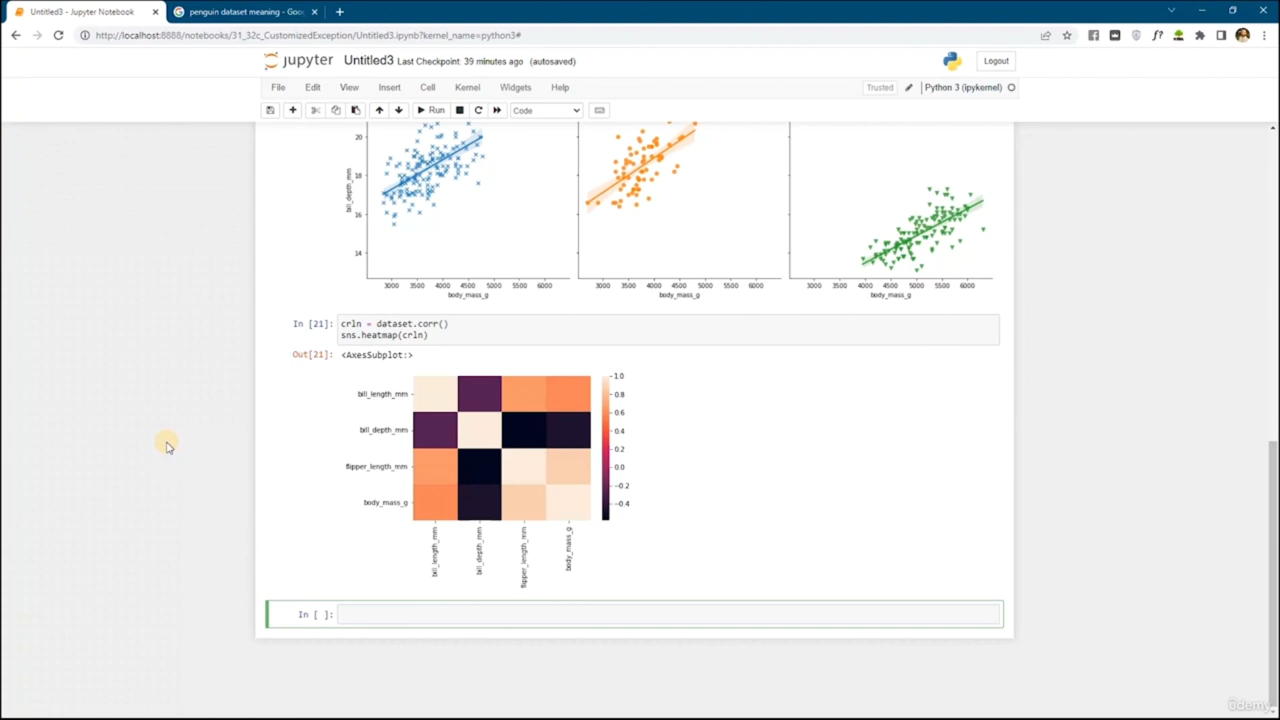 Untitled3 - Jupyter Notebook
penguin dataset meaning - Goo
http://localhost:8888/notebooks/31_32c_CustomizedException/Untitled3.ipynb?kernel_name=python3#
jupyter Untitled3 Last Checkpoint: 39 minutes ago (autosaved)
Logout
File Edit View Insert Cell Kernel Widgets Help
Trusted
Python 3 (ipykernel)
Run
Code
20
18
16
14
bill_depth_mm
3000 3500 4000 4500 5000 5500 6000
3000 3500 4000 4500 5000 5500 6000
3000 3500 4000 4500 5000 5500 6000
body_mass_g
body_mass_g
body_mass_g
In [21]: crln = dataset.corr()
sns.heatmap(crln)
Out[21]: <AxesSubplot:>
bill_length_mm
bill_depth_mm
flipper_length_mm
body_mass_g
1.0
0.8
0.6
0.4
0.2
0.0
−0.2
−0.4
bill_length_mm
bill_depth_mm
flipper_length_mm
body_mass_g
In [ ]:
ûdemy